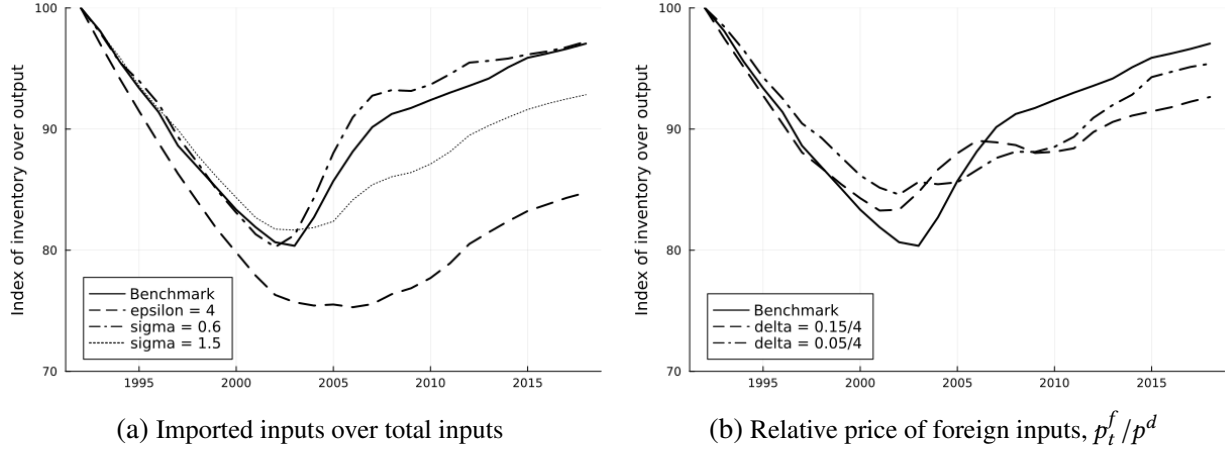 Index of inventory over output
100
90
80
70
1995
2000
2005
2010
2015
Benchmark
epsilon = 4
sigma = 0.6
sigma = 1.5
(a) Imported inputs over total inputs
Index of inventory over output
100
90
80
70
1995
2000
2005
2010
2015
Benchmark
delta = 0.15/4
delta = 0.05/4
(b) Relative price of foreign inputs, p_t^f/p^d